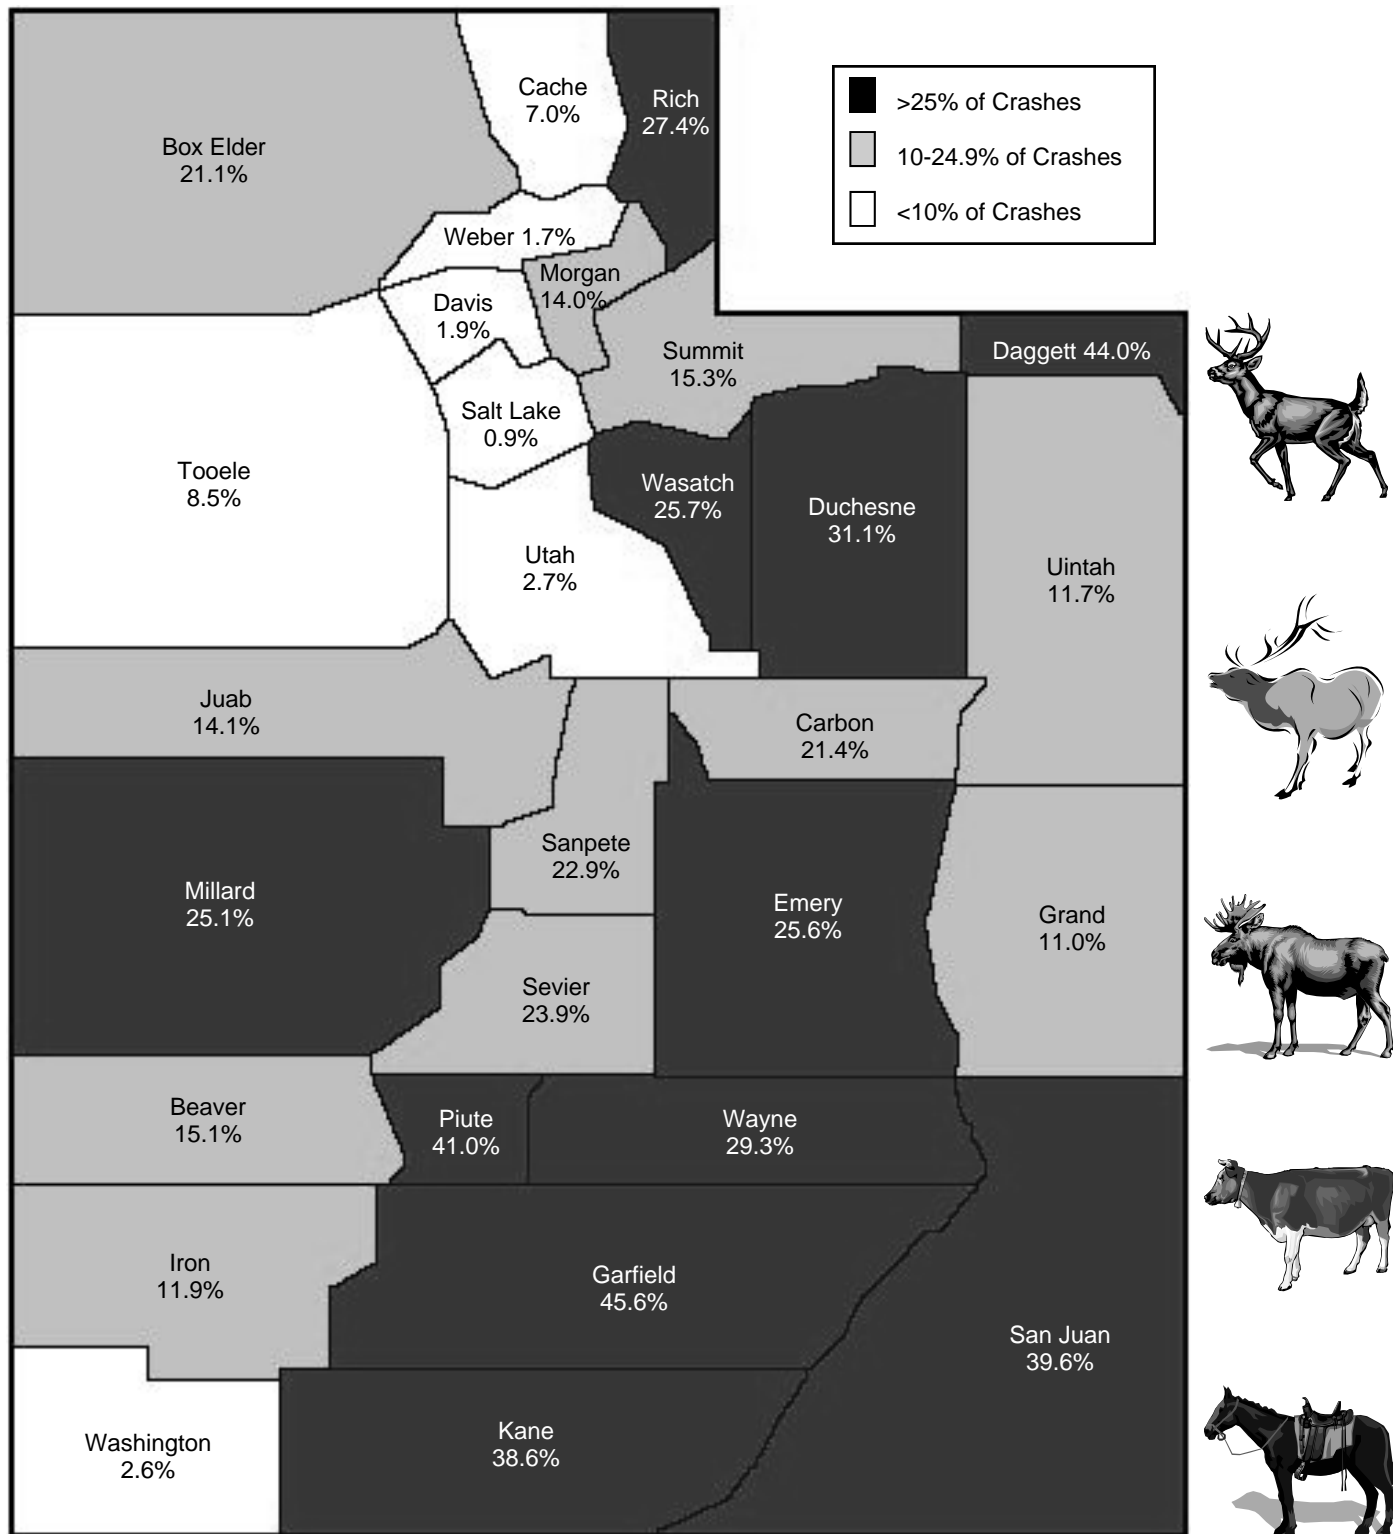 Cache
7.0%
Rich
27.4%
>25% of Crashes
10-24.9% of Crashes
<10% of Crashes
Box Elder
21.1%
Weber 1.7%
Morgan
14.0%
Davis
1.9%
Summit
15.3%
Daggett 44.0%
Salt Lake
0.9%
Tooele
8.5%
Wasatch
25.7%
Duchesne
31.1%
Utah
2.7%
Uintah
11.7%
Juab
14.1%
Carbon
21.4%
Sanpete
22.9%
Millard
25.1%
Emery
25.6%
Grand
11.0%
Sevier
23.9%
Beaver
15.1%
Piute
41.0%
Wayne
29.3%
Iron
11.9%
Garfield
45.6%
San Juan
39.6%
Washington
2.6%
Kane
38.6%